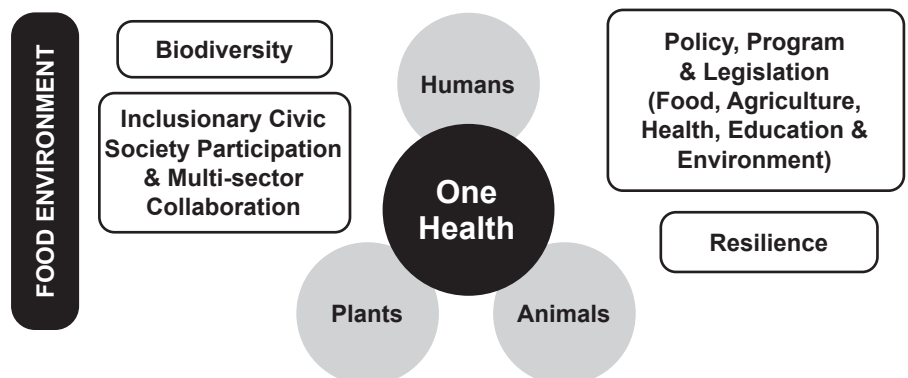 FOOD ENVIRONMENT
Biodiversity
Inclusionary Civic
Society Participation
& Multi-sector
Collaboration
Humans
One
Health
Plants
Animals
Policy, Program
& Legislation
(Food, Agriculture,
Health, Education &
Environment)
Resilience